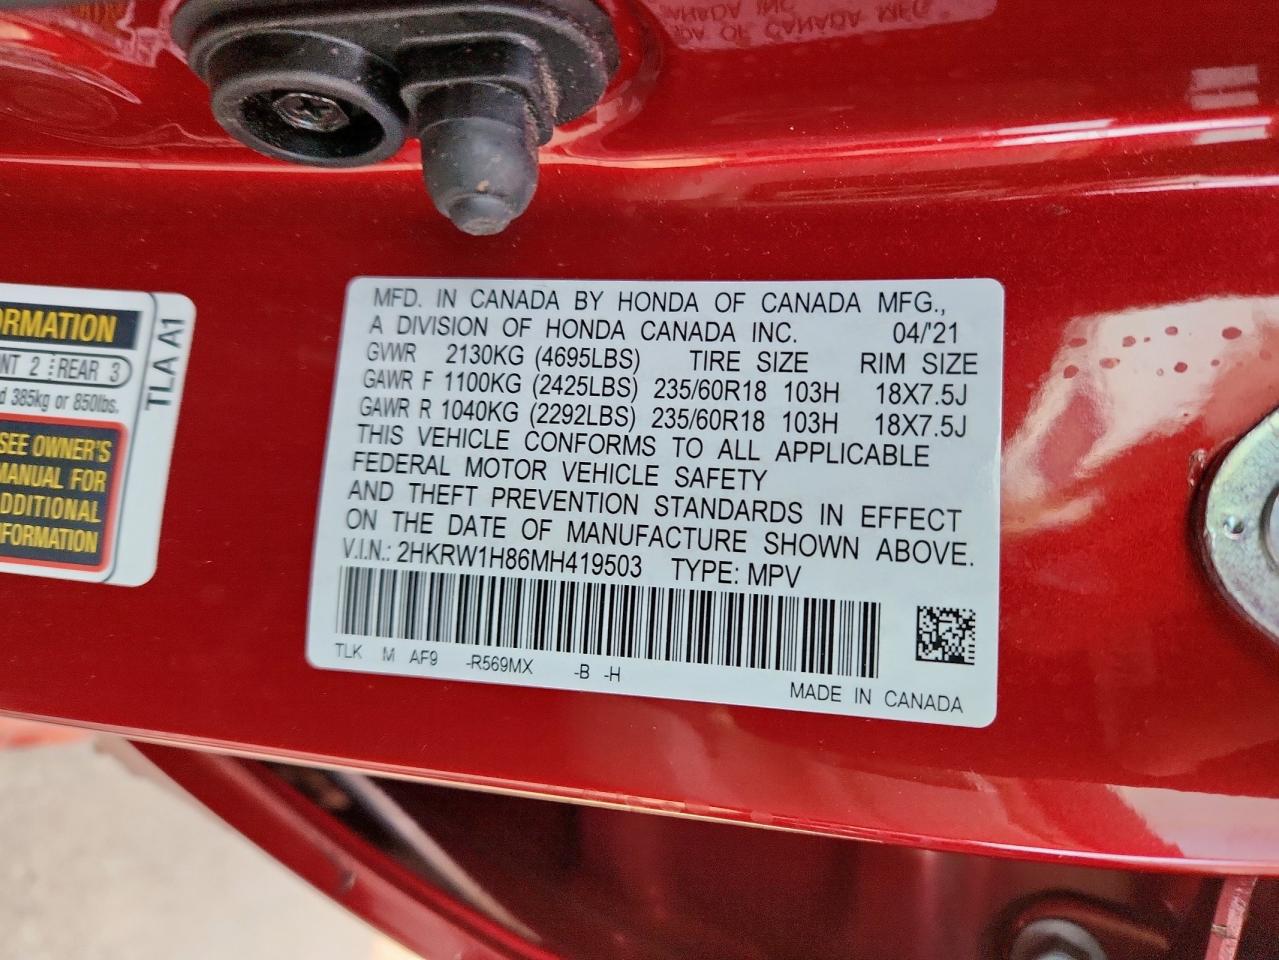 MFD. IN CANADA BY HONDA OF CANADA MFG.,
A DIVISION OF HONDA CANADA INC. 04/'21
GVWR 2130KG (4695LBS) TIRE SIZE RIM SIZE
GAWR F 1100KG (2425LBS) 235/60R18 103H 18X7.5J
GAWR R 1040KG (2292LBS) 235/60R18 103H 18X7.5J
THIS VEHICLE CONFORMS TO ALL APPLICABLE
FEDERAL MOTOR VEHICLE SAFETY
AND THEFT PREVENTION STANDARDS IN EFFECT
ON THE DATE OF MANUFACTURE SHOWN ABOVE.
V.I.N.: 2HKRW1H86MH419503 TYPE: MPV
TLK M AF9 -R569MX -B -H
MADE IN CANADA
ORMATION
NT 2 REAR 3
d 385kg or 850lbs.
SEE OWNER'S
MANUAL FOR
ADDITIONAL
INFORMATION
TLA A1